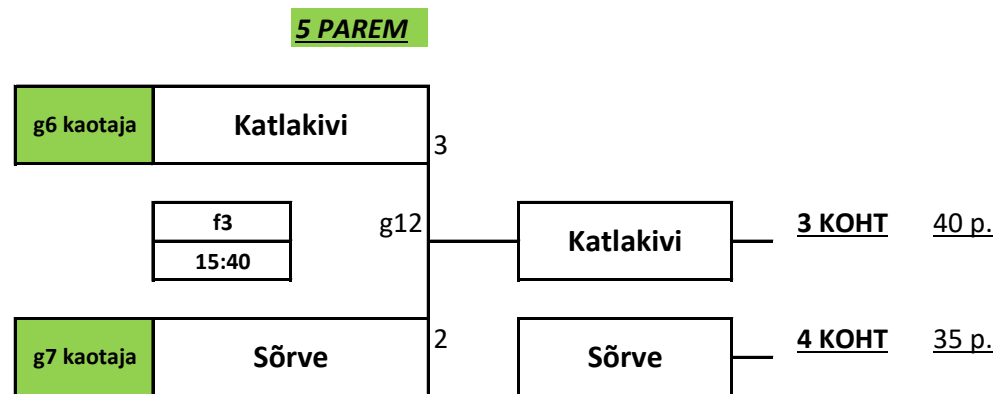 5 PAREM
g6 kaotaja Katlakivi
3
f3 g12 Katlakivi 3 KOHT 40 p.
15:40
g7 kaotaja Sõrve 2 Sõrve 4 KOHT 35 p.